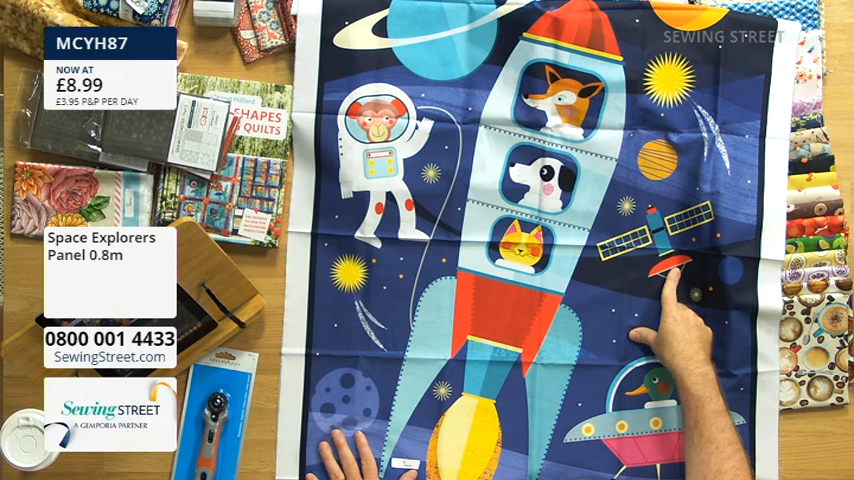 MCYH87
NOW AT
£8.99
£3.95 P&P PER DAY
Space Explorers
Panel 0.8m
0800 001 4433
SewingStreet.com
Sewing STREET
A GEMPORIA PARTNER
SEWING STREET
SHAPES
QUILTS